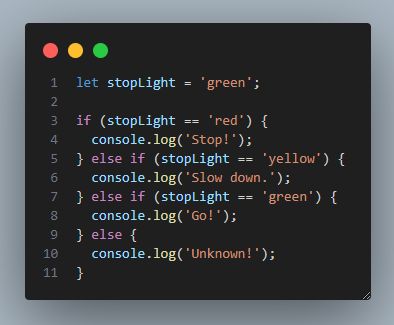 1 let stopLight = 'green';
2
3 if (stopLight == 'red') {
4   console.log('Stop!');
5 } else if (stopLight == 'yellow') {
6   console.log('Slow down.');
7 } else if (stopLight == 'green') {
8   console.log('Go!');
9 } else {
10   console.log('Unknown!');
11 }